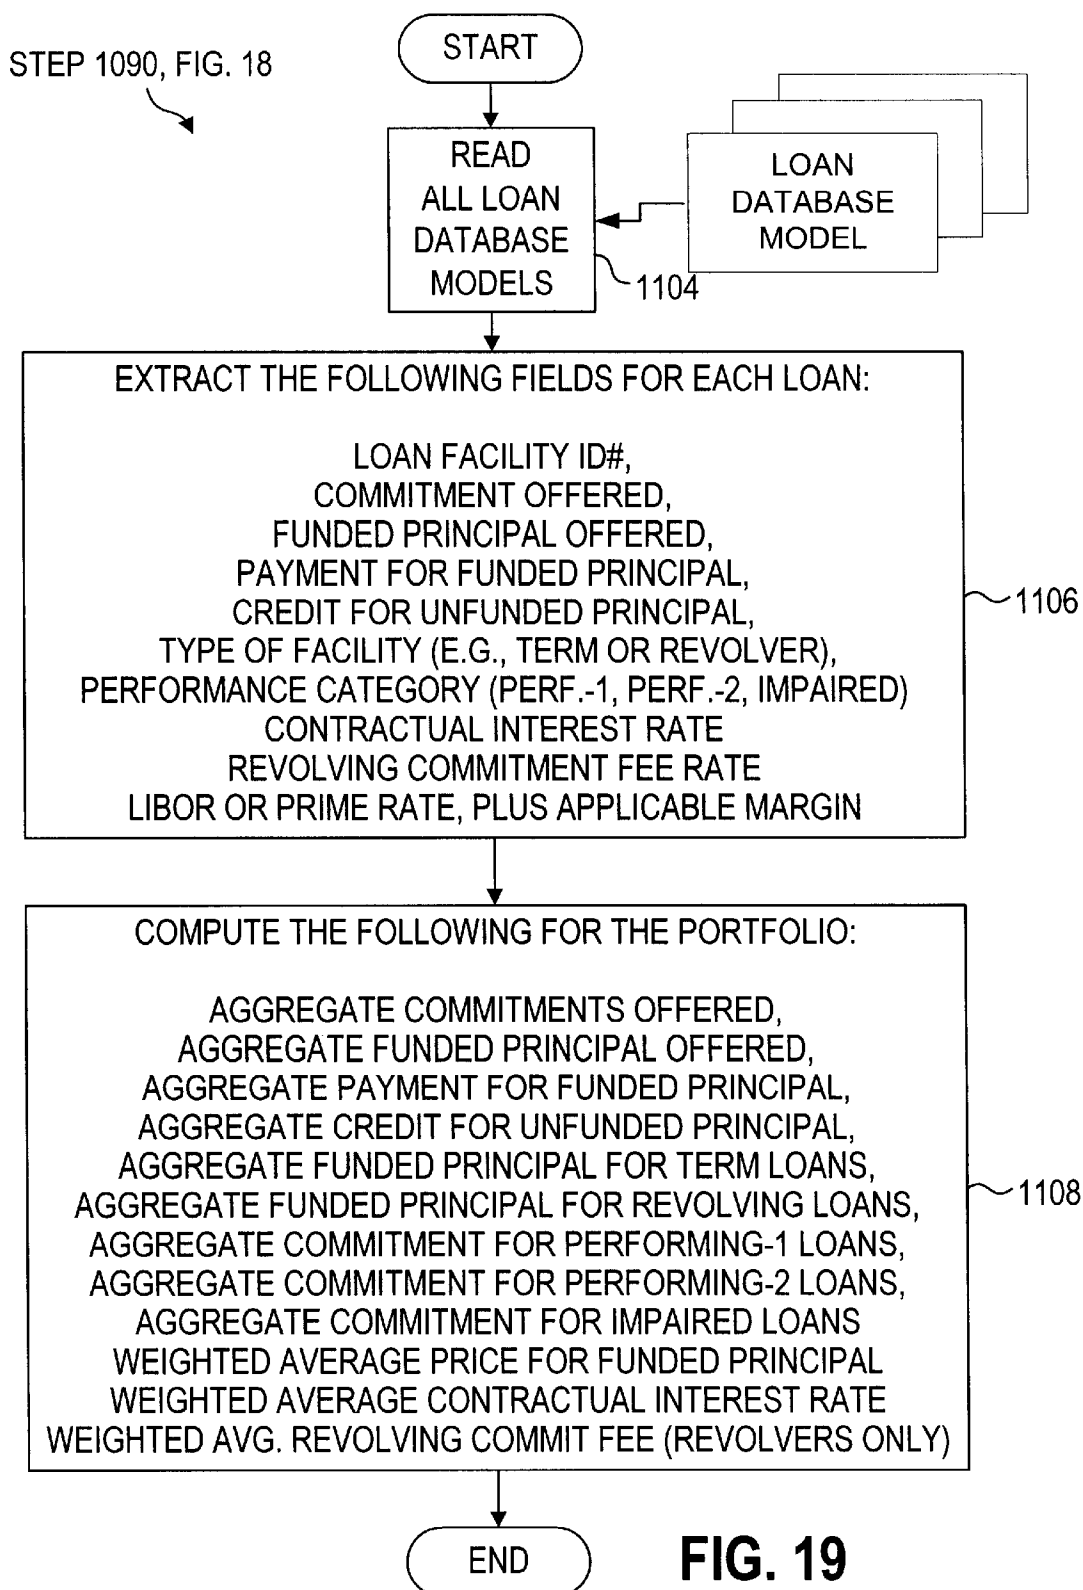 START
STEP 1090, FIG. 18
READ
ALL LOAN
DATABASE
MODELS
LOAN
DATABASE
MODEL
1104
EXTRACT THE FOLLOWING FIELDS FOR EACH LOAN:
LOAN FACILITY ID#,
COMMITMENT OFFERED,
FUNDED PRINCIPAL OFFERED,
PAYMENT FOR FUNDED PRINCIPAL,
CREDIT FOR UNFUNDED PRINCIPAL,
TYPE OF FACILITY (E.G., TERM OR REVOLVER),
PERFORMANCE CATEGORY (PERF.-1, PERF.-2, IMPAIRED)
CONTRACTUAL INTEREST RATE
REVOLVING COMMITMENT FEE RATE
LIBOR OR PRIME RATE, PLUS APPLICABLE MARGIN
1106
COMPUTE THE FOLLOWING FOR THE PORTFOLIO:
AGGREGATE COMMITMENTS OFFERED,
AGGREGATE FUNDED PRINCIPAL OFFERED,
AGGREGATE PAYMENT FOR FUNDED PRINCIPAL,
AGGREGATE CREDIT FOR UNFUNDED PRINCIPAL,
AGGREGATE FUNDED PRINCIPAL FOR TERM LOANS,
AGGREGATE FUNDED PRINCIPAL FOR REVOLVING LOANS,
AGGREGATE COMMITMENT FOR PERFORMING-1 LOANS,
AGGREGATE COMMITMENT FOR PERFORMING-2 LOANS,
AGGREGATE COMMITMENT FOR IMPAIRED LOANS
WEIGHTED AVERAGE PRICE FOR FUNDED PRINCIPAL
WEIGHTED AVERAGE CONTRACTUAL INTEREST RATE
WEIGHTED AVG. REVOLVING COMMIT FEE (REVOLVERS ONLY)
1108
END
FIG. 19